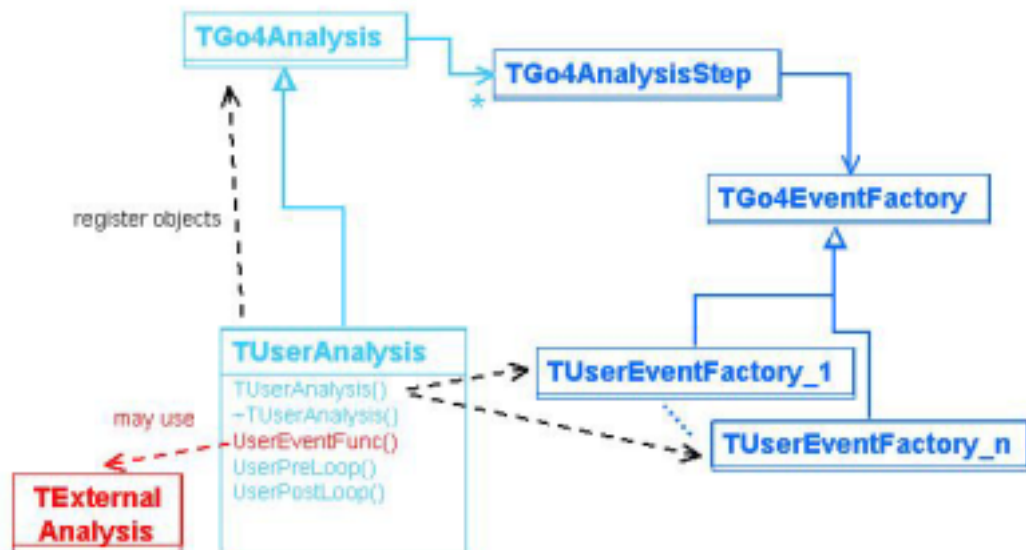 TGo4Analysis
TGo4AnalysisStep
*
TGo4EventFactory
register objects
TUserAnalysis
TUserAnalysis()
~TUserAnalysis()
UserEventFunc()
UserPreLoop()
UserPostLoop()
TUserEventFactory_1
TUserEventFactory_n
may use
TExternal
Analysis